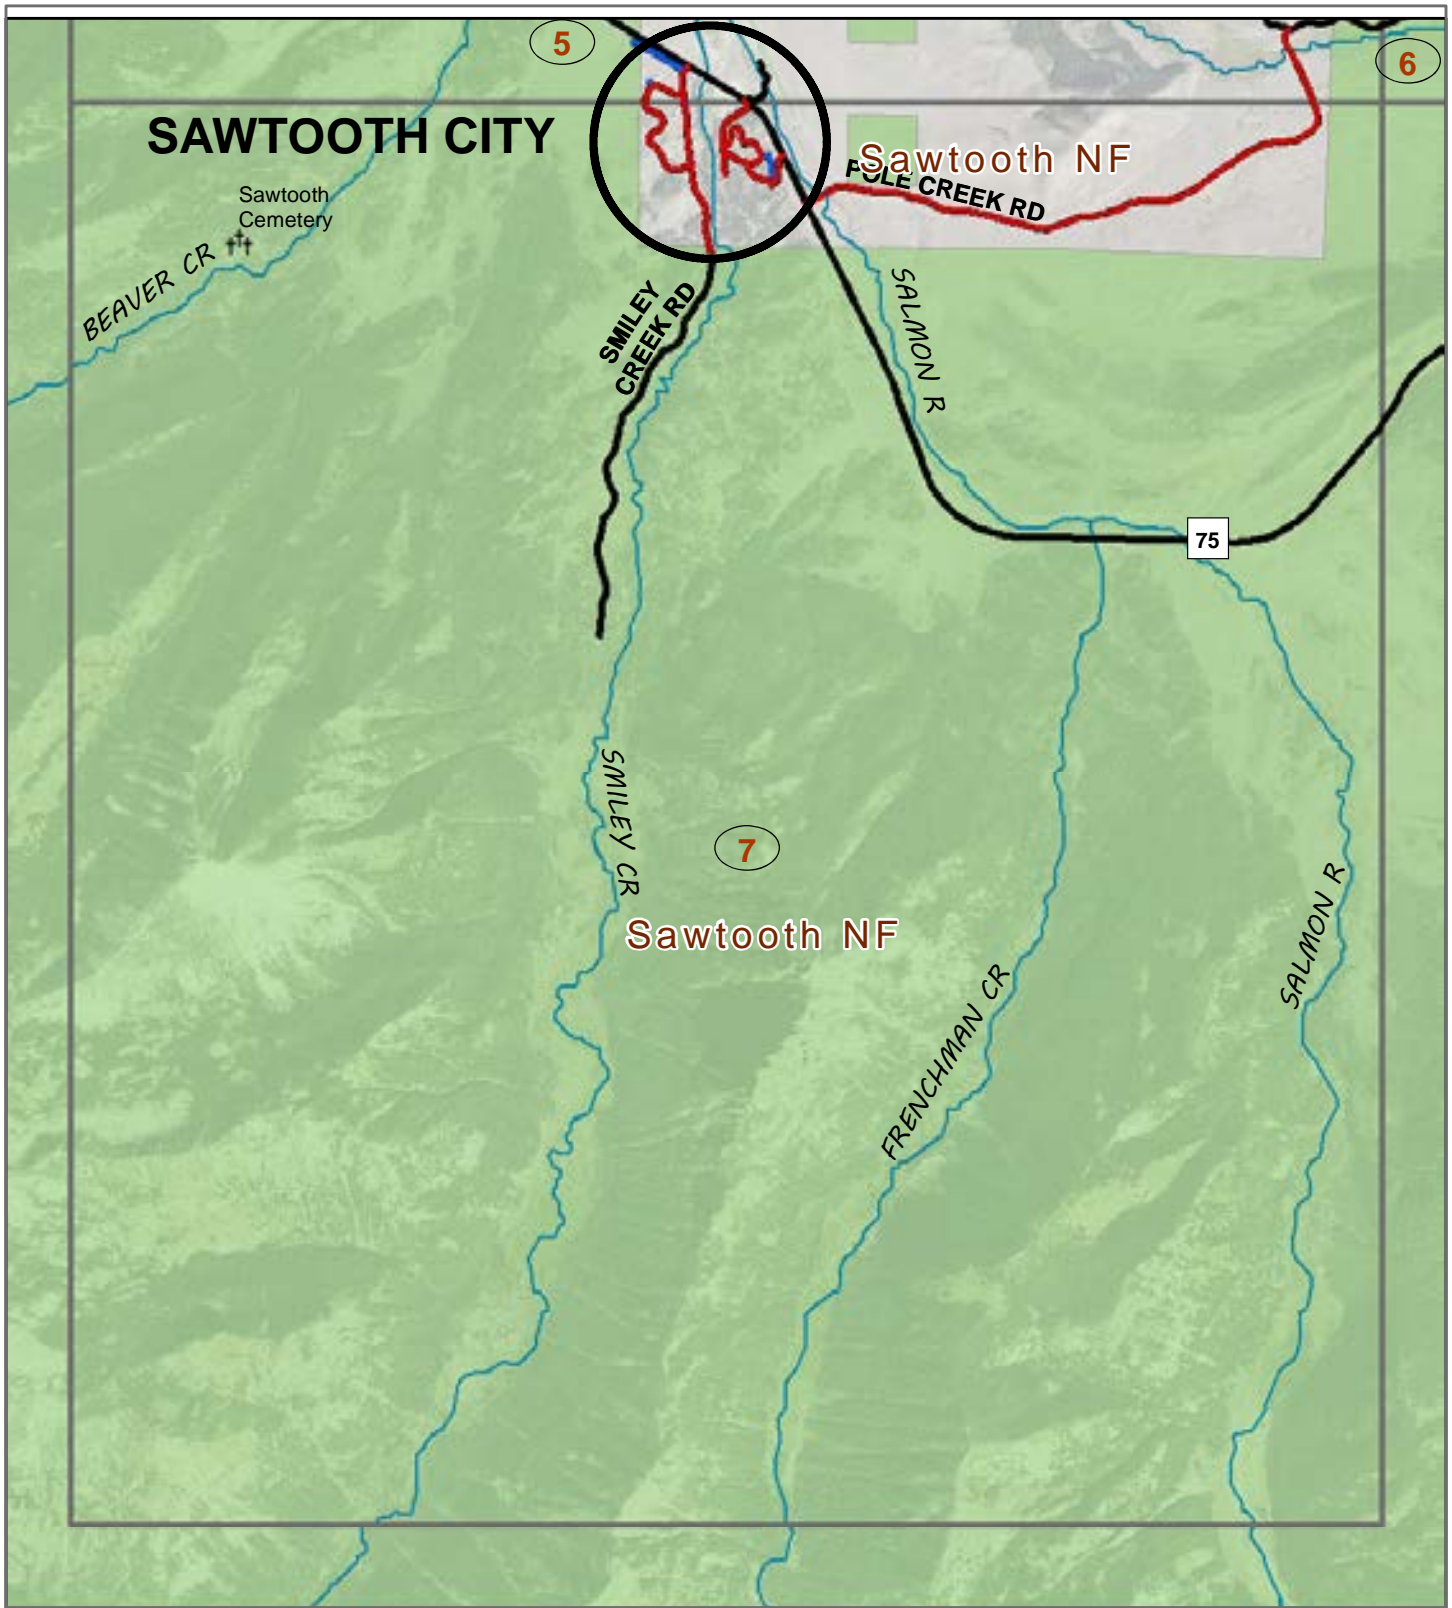 5
6
SAWTOOTH CITY
Sawtooth NF
POLE CREEK RD
Sawtooth
Cemetery
BEAVER CR
SMILEY
CREEK RD
SALMON R
75
SMILEY CR
7
Sawtooth NF
SALMON R
FRENCHMAN CR